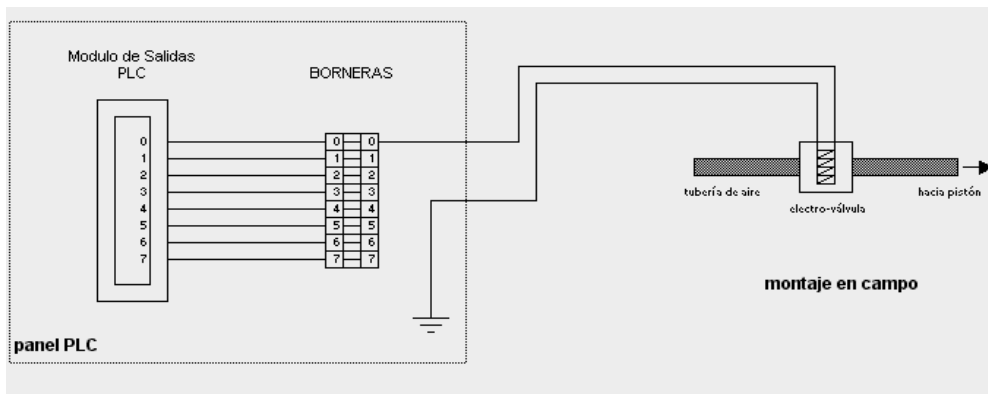 Modulo de Salidas
PLC
BORNERAS
0 0 0
1 1 1
2 2 2
3 3 3
4 4 4
5 5 5
6 6 6
7 7 7
tubería de aire
hacia pistón
electro-válvula
montaje en campo
panel PLC